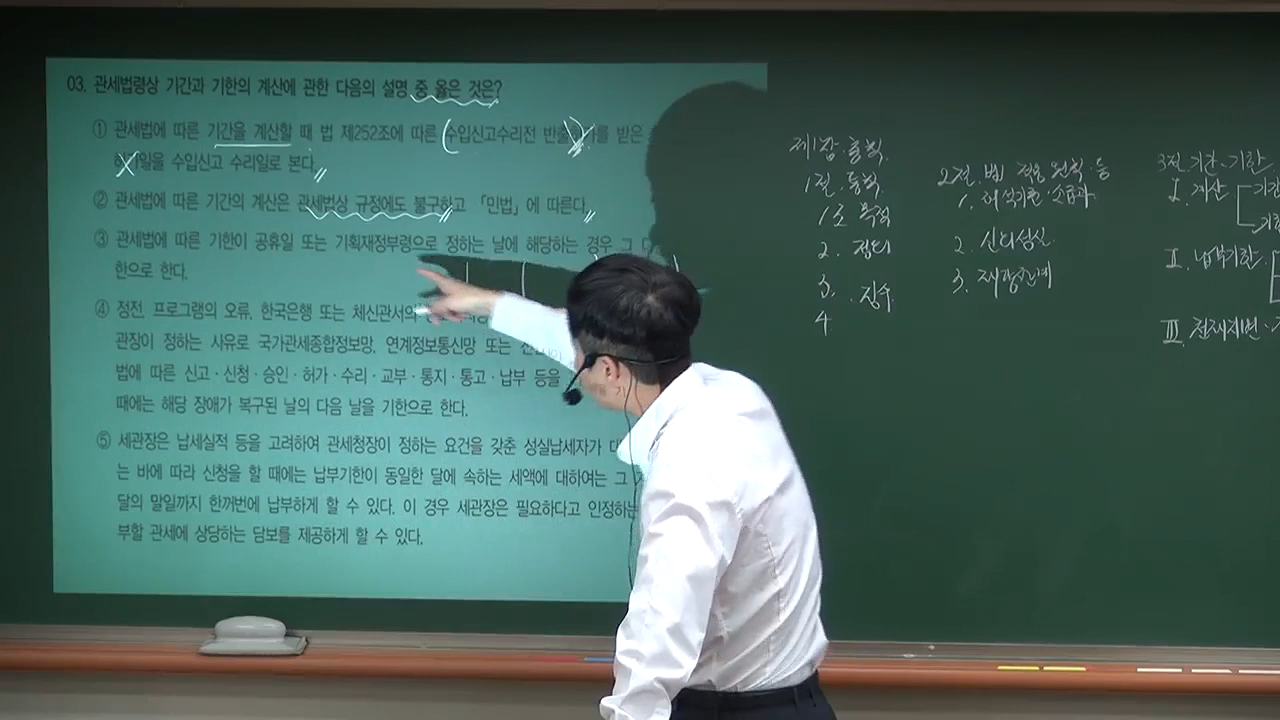 03. 관세법령상 기간과 기한의 계산에 관한 다음의 설명 중 옳은 것은?
① 관세법에 따른 기간을 계산할 때 법 제252조에 따른 수입신고수리전 반출 를 받은
일을 수입신고 수리일로 본다.
② 관세법에 따른 기간의 계산은 관세법상 규정에도 불구하고 「민법」에 따른다.
③ 관세법에 따른 기한이 공휴일 또는 기획재정부령으로 정하는 날에 해당하는 경우 그
한으로 한다.
④ 정전, 프로그램의 오류, 한국은행 또는 체신관서의
관장이 정하는 사유로 국가관세종합정보망, 연계정보통신망 또는
법에 따른 신고·신청·승인·허가·수리·교부·통지·통고·납부 등을
때에는 해당 장애가 복구된 날의 다음 날을 기한으로 한다.
⑤ 세관장은 납세실적 등을 고려하여 관세청장이 정하는 요건을 갖춘 성실납세자가
는 바에 따라 신청을 할 때에는 납부기한이 동일한 달에 속하는 세액에 대하여는 그
달의 말일까지 한꺼번에 납부하게 할 수 있다. 이 경우 세관장은 필요하다고 인정하는
부할 관세에 상당하는 담보를 제공하게 할 수 있다.
제1장 총칙
1절. 통칙
1조 목적
2. 정의
3.
. 징수
4
2절. 법 적용 원칙 등
1. 해석기준·소급과
2. 신의성실
3. 재량한계
3절 기간·기한
I. 계산
기간
II. 납부기한
III.